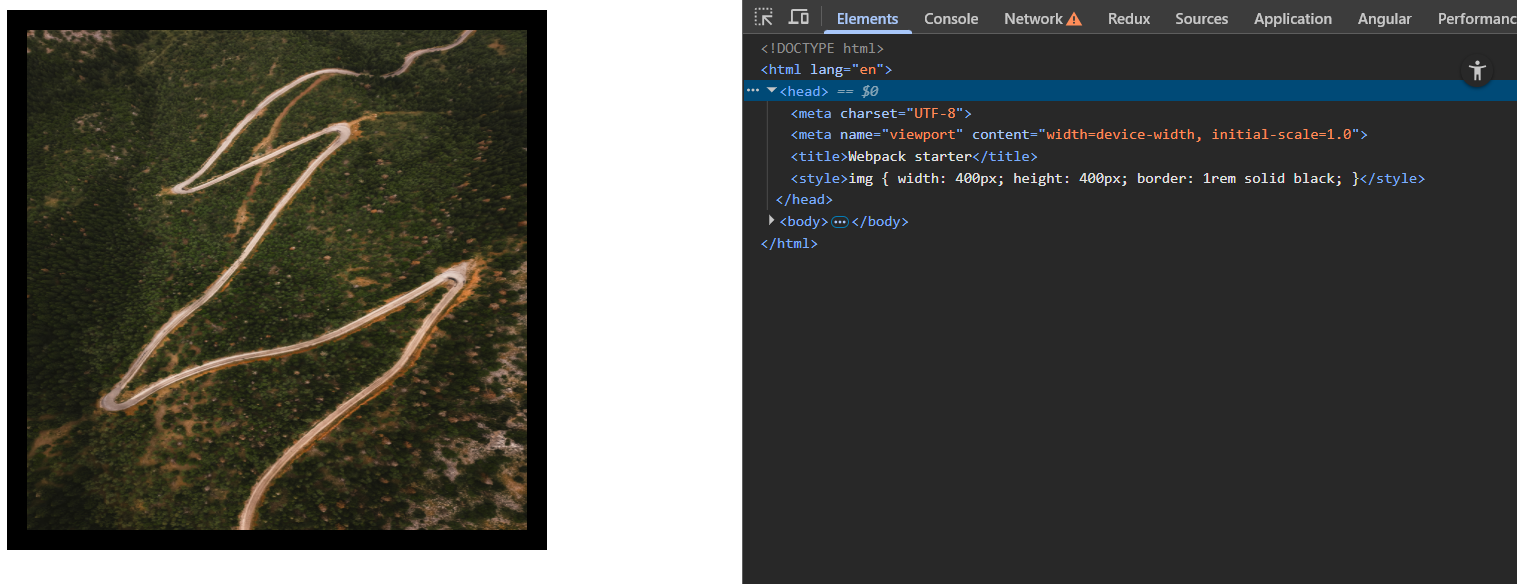 Elements Console Network Redux Sources Application Angular Performanc
<!DOCTYPE html>
<html lang="en">
<head> == $0
<meta charset="UTF-8">
<meta name="viewport" content="width=device-width, initial-scale=1.0">
<title>Webpack starter</title>
<style>img { width: 400px; height: 400px; border: 1rem solid black; }</style>
</head>
<body>…</body>
</html>